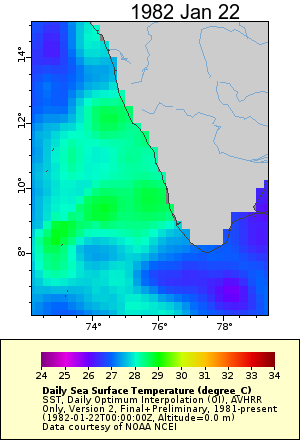 1982 Jan 22
14°
12°
10°
8°
74°
76°
78°
24 25 26 27 28 29 30 31 32 33 34
Daily Sea Surface Temperature (degree_C)
SST, Daily Optimum Interpolation (OI), AVHRR
Only, Version 2, Final+Preliminary, 1981-present
(1982-01-22T00:00:00Z, Altitude=0.0 m)
Data courtesy of NOAA NCEI